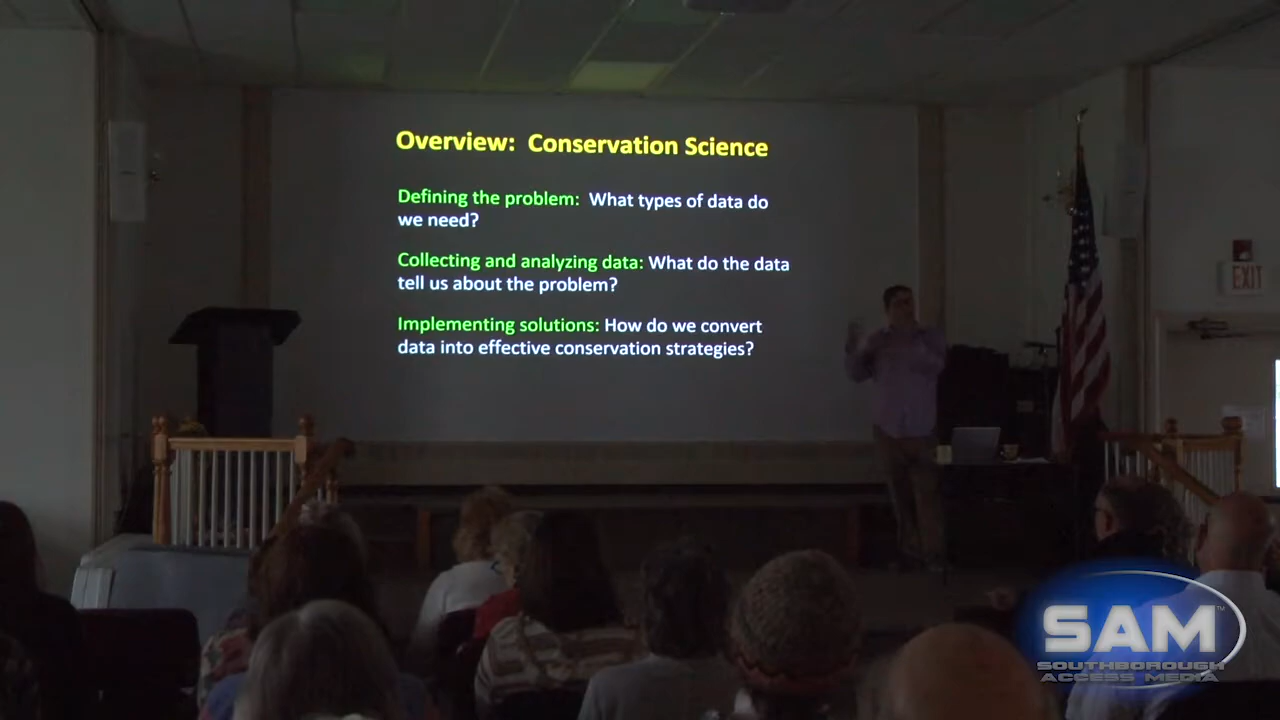 Overview:  Conservation Science
Defining the problem:  What types of data do
we need?
Collecting and analyzing data: What do the data
tell us about the problem?
Implementing solutions: How do we convert
data into effective conservation strategies?
EXIT
SAM™
SOUTHBOROUGH
ACCESS MEDIA